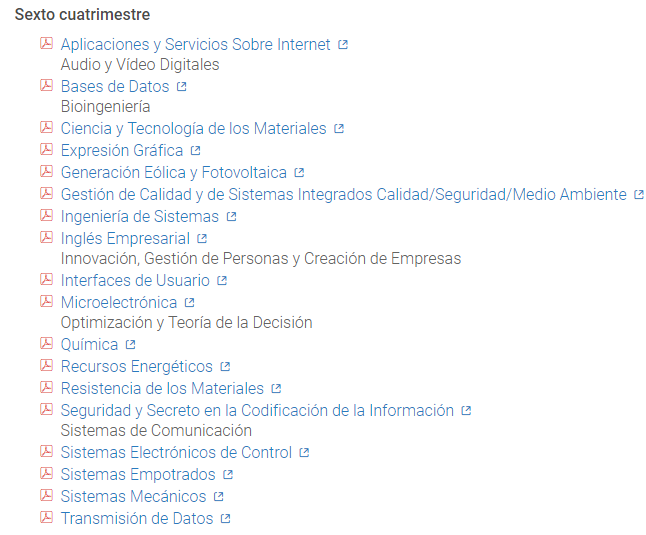 Sexto cuatrimestre
Aplicaciones y Servicios Sobre Internet
Audio y Vídeo Digitales
Bases de Datos
Bioingeniería
Ciencia y Tecnología de los Materiales
Expresión Gráfica
Generación Eólica y Fotovoltaica
Gestión de Calidad y de Sistemas Integrados Calidad/Seguridad/Medio Ambiente
Ingeniería de Sistemas
Inglés Empresarial
Innovación, Gestión de Personas y Creación de Empresas
Interfaces de Usuario
Microelectrónica
Optimización y Teoría de la Decisión
Química
Recursos Energéticos
Resistencia de los Materiales
Seguridad y Secreto en la Codificación de la Información
Sistemas de Comunicación
Sistemas Electrónicos de Control
Sistemas Empotrados
Sistemas Mecánicos
Transmisión de Datos